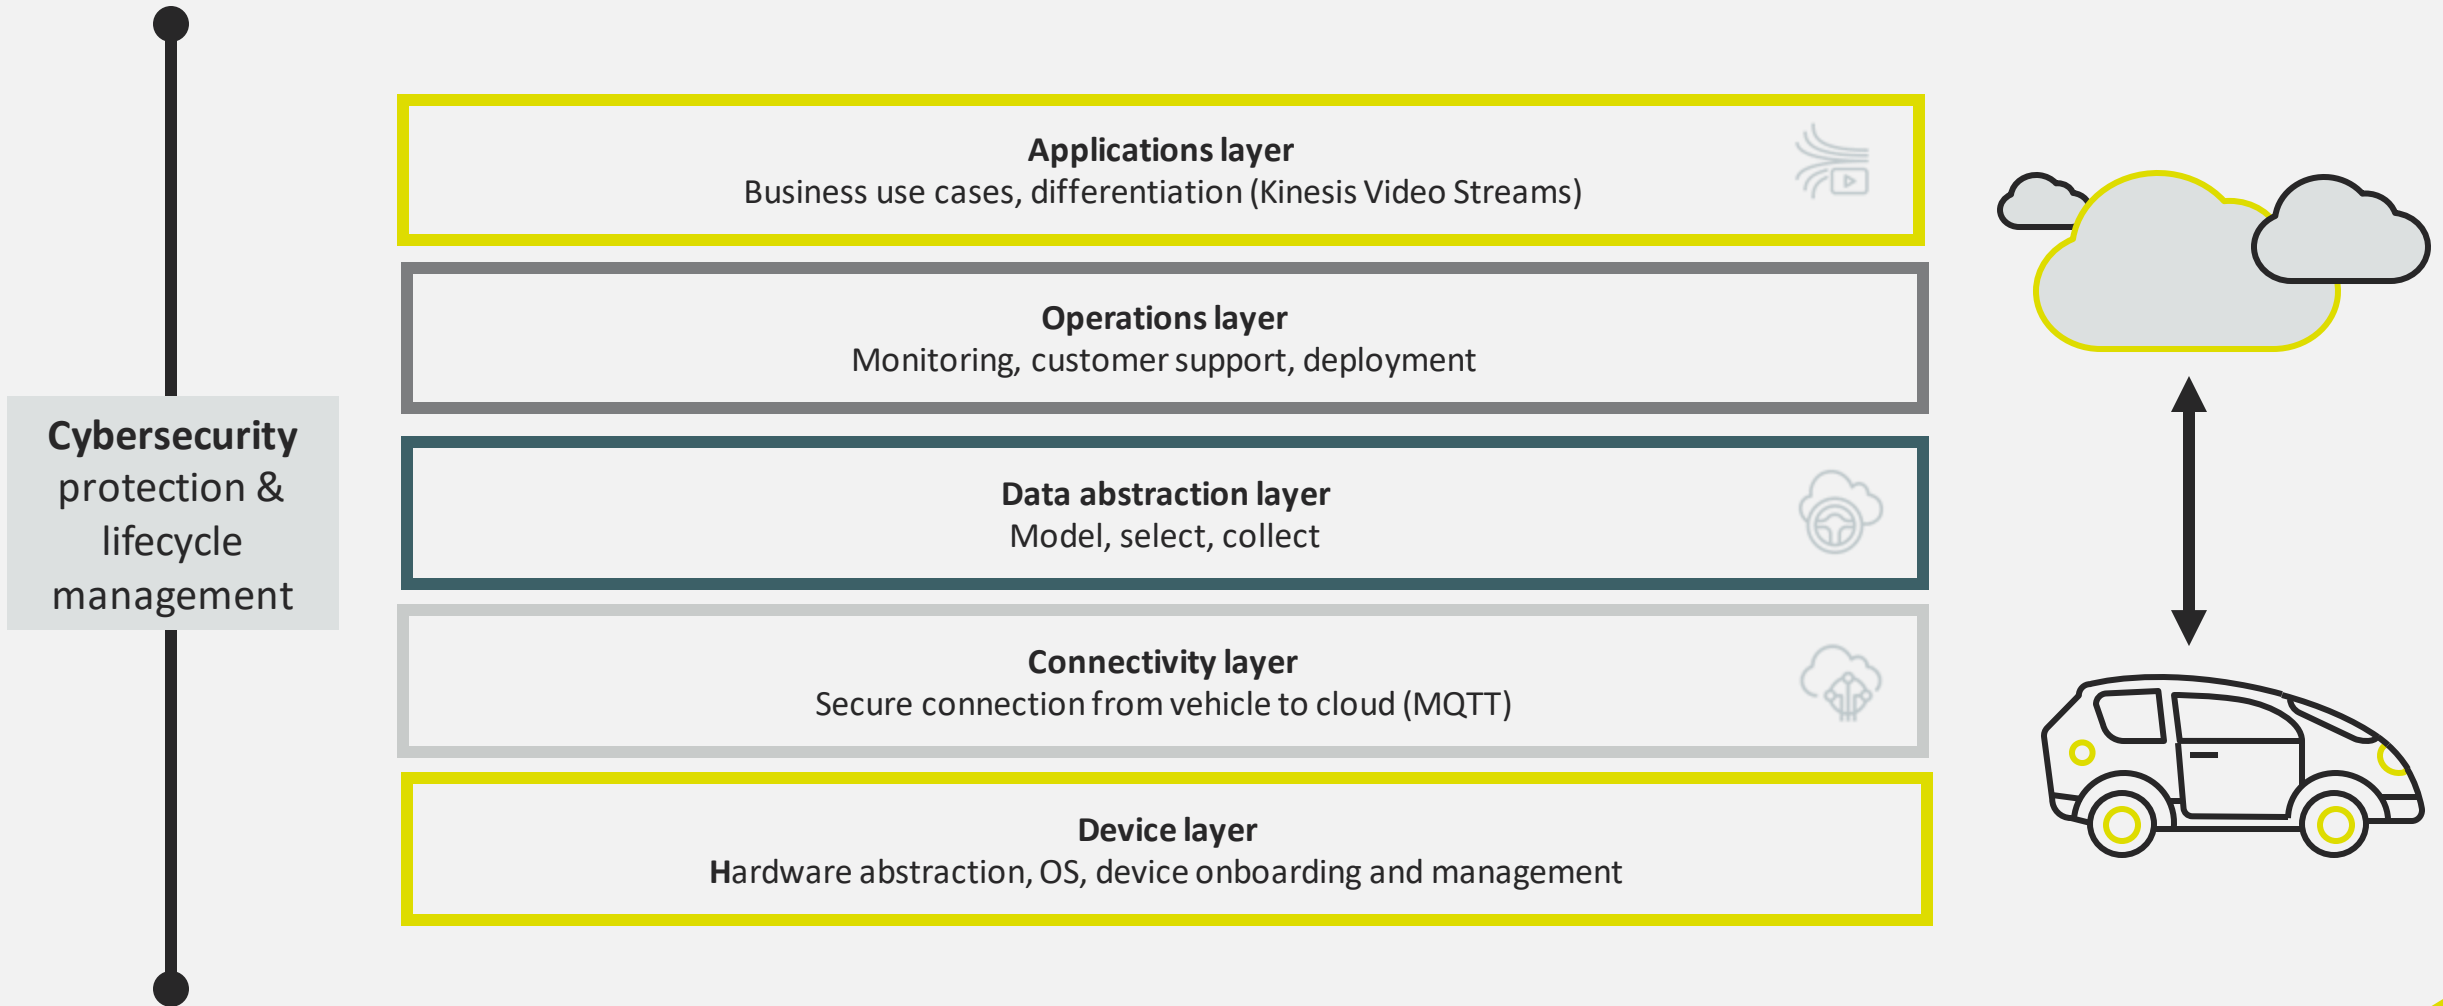 Applications layer
Business use cases, differentiation (Kinesis Video Streams)
Operations layer
Monitoring, customer support, deployment
Cybersecurity
protection &
lifecycle
management
Data abstraction layer
Model, select, collect
Connectivity layer
Secure connection from vehicle to cloud (MQTT)
Device layer
Hardware abstraction, OS, device onboarding and management